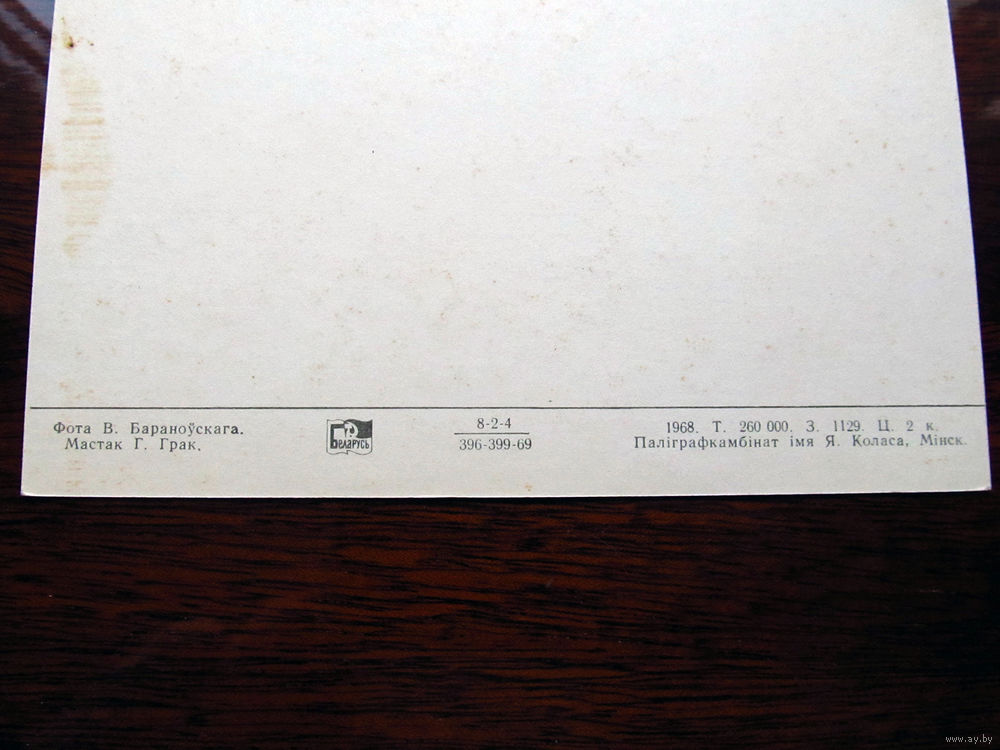 Фота В. Бараноўскага.
Мастак Г. Грак.
Беларусь
8-2-4
396-399-69
1968. Т. 260 000. З. 1129. Ц. 2 к.
Паліграфкамбінат імя Я. Коласа, Мінск.
www.ay.by